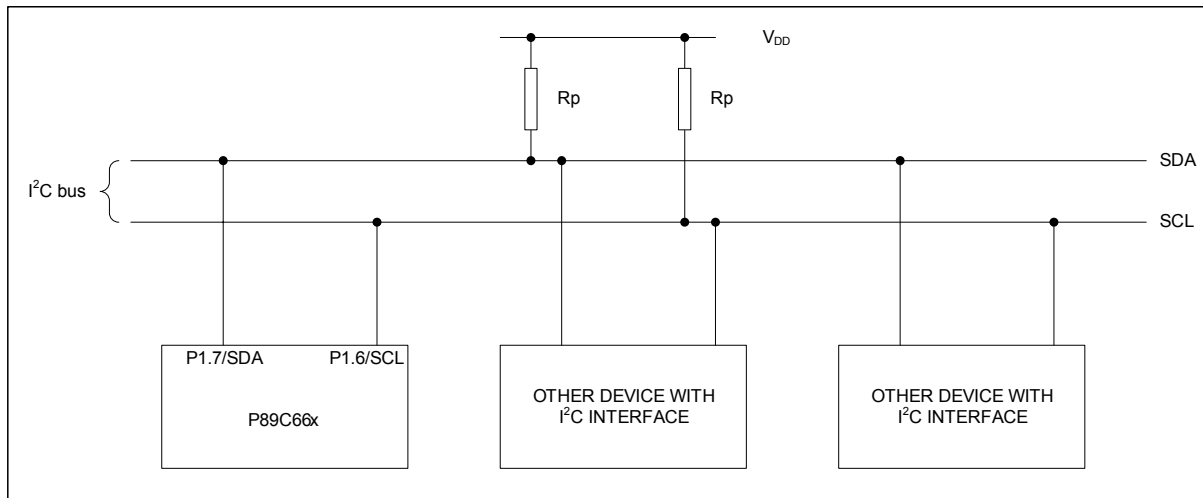 V_DD
Rp
Rp
SDA
I²C bus
SCL
P1.7/SDA
P1.6/SCL
P89C66x
OTHER DEVICE WITH
I²C INTERFACE
OTHER DEVICE WITH
I²C INTERFACE